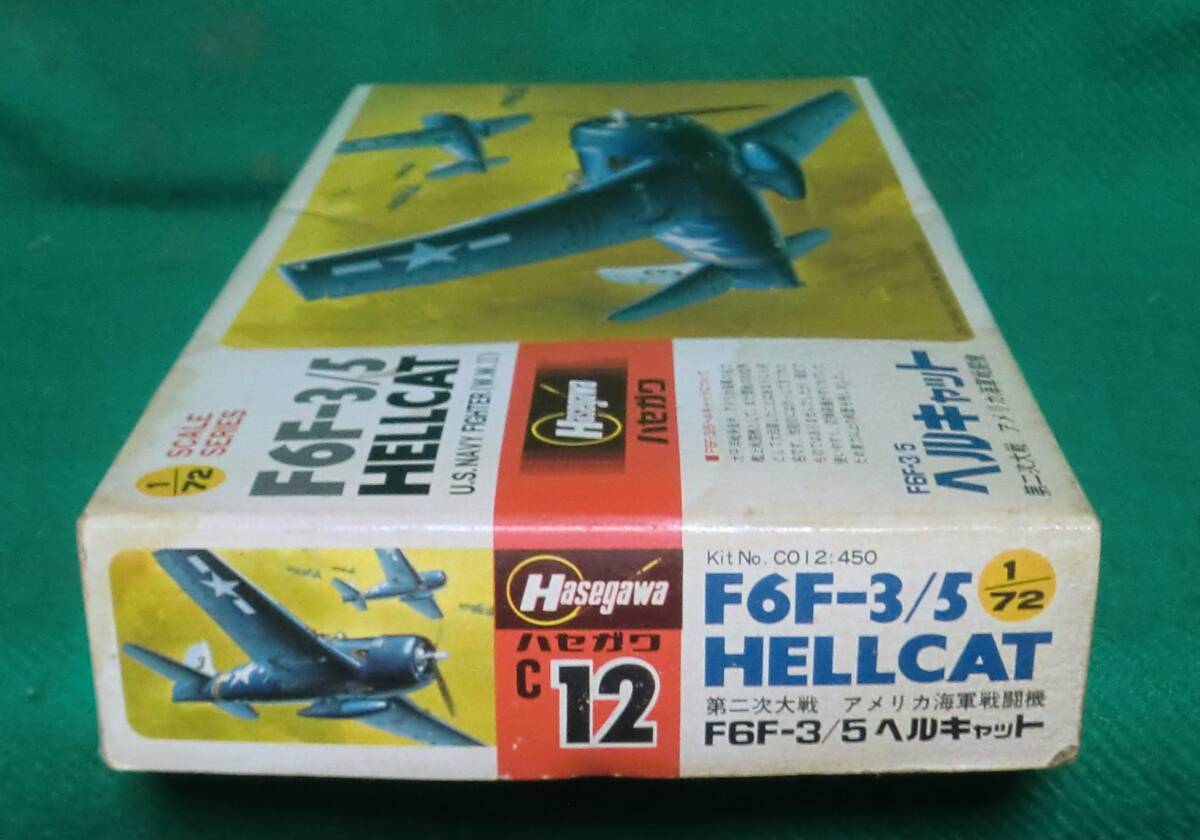 1/72
SCALE
SERIES
F6F-3/5
HELLCAT
U.S. NAVY FIGHTER (W.W.II)
Hasegawa
ハセガワ
F6F-3/5
ヘルキャット
第二次大戦 アメリカ海軍戦闘機
3
3
Hasegawa
ハセガワ
C
12
Kit No. C012:450
F6F-3/5
1/72
HELLCAT
第二次大戦 アメリカ海軍戦闘機
F6F-3/5 ヘルキャット